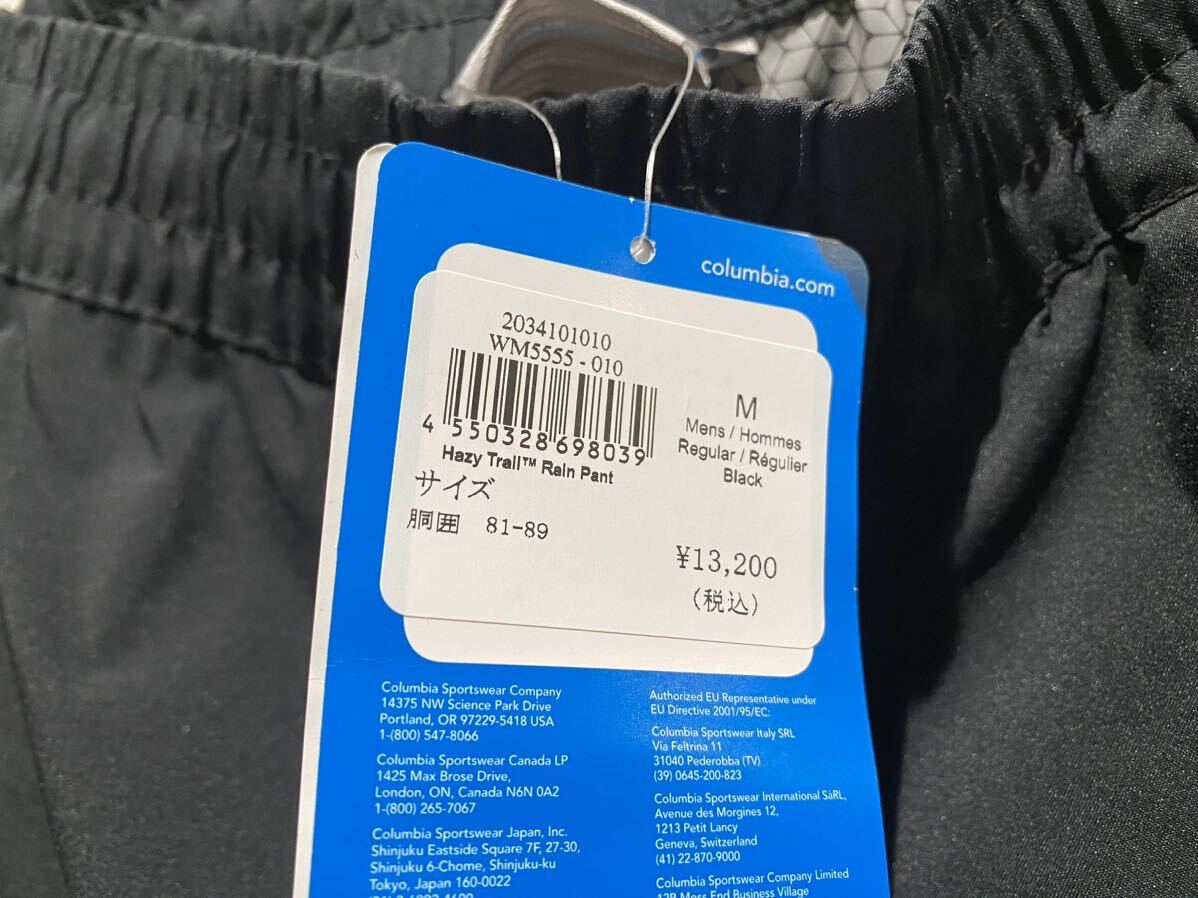 columbia.com
2034101010
WM5555-010
4 550328 698039
Hazy Trail™ Rain Pant
サイズ
胴囲 81-89
M
Mens / Hommes
Regular / Régulier
Black
¥13,200
(税込)
Columbia Sportswear Company
14375 NW Science Park Drive
Portland, OR 97229-5418 USA
1-(800) 547-8066
Columbia Sportswear Canada LP
1425 Max Brose Drive,
London, ON, Canada N6N 0A2
1-(800) 265-7067
Columbia Sportswear Japan, Inc.
Shinjuku Eastside Square 7F, 27-30,
Shinjuku 6-Chome, Shinjuku-ku
Tokyo, Japan 160-0022
Authorized EU Representative under
EU Directive 2001/95/EC:
Columbia Sportswear Italy SRL
Via Feltrina 11
31040 Pederobba (TV)
(39) 0645-200-823
Columbia Sportswear International SàRL,
Avenue des Morgines 12,
1213 Petit Lancy
Geneva, Switzerland
(41) 22-870-9000
Columbia Sportswear Company Limited
Moss End Business Village